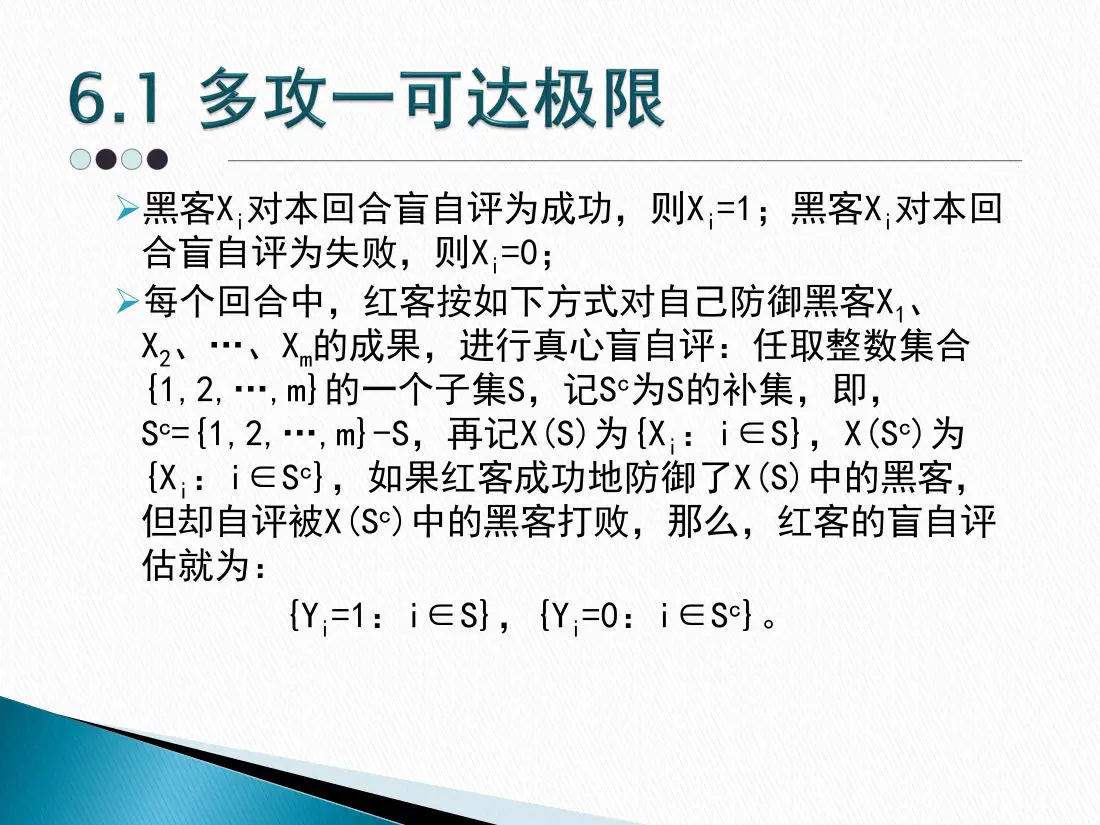 6.1 多攻一可达极限
➢黑客Xi对本回合盲自评为成功，则Xi=1；黑客Xi对本回
合盲自评为失败，则Xi=0；
➢每个回合中，红客按如下方式对自己防御黑客X1、
X2、…、Xm的成果，进行真心盲自评：任取整数集合
{1,2,…,m}的一个子集S，记Sᶜ为S的补集，即，
Sᶜ={1,2,…,m}-S，再记X(S)为{Xi：i∈S}，X(Sᶜ)为
{Xi：i∈Sᶜ}，如果红客成功地防御了X(S)中的黑客，
但却自评被X(Sᶜ)中的黑客打败，那么，红客的盲自评
估就为：
{Yi=1：i∈S}，{Yi=0：i∈Sᶜ}。